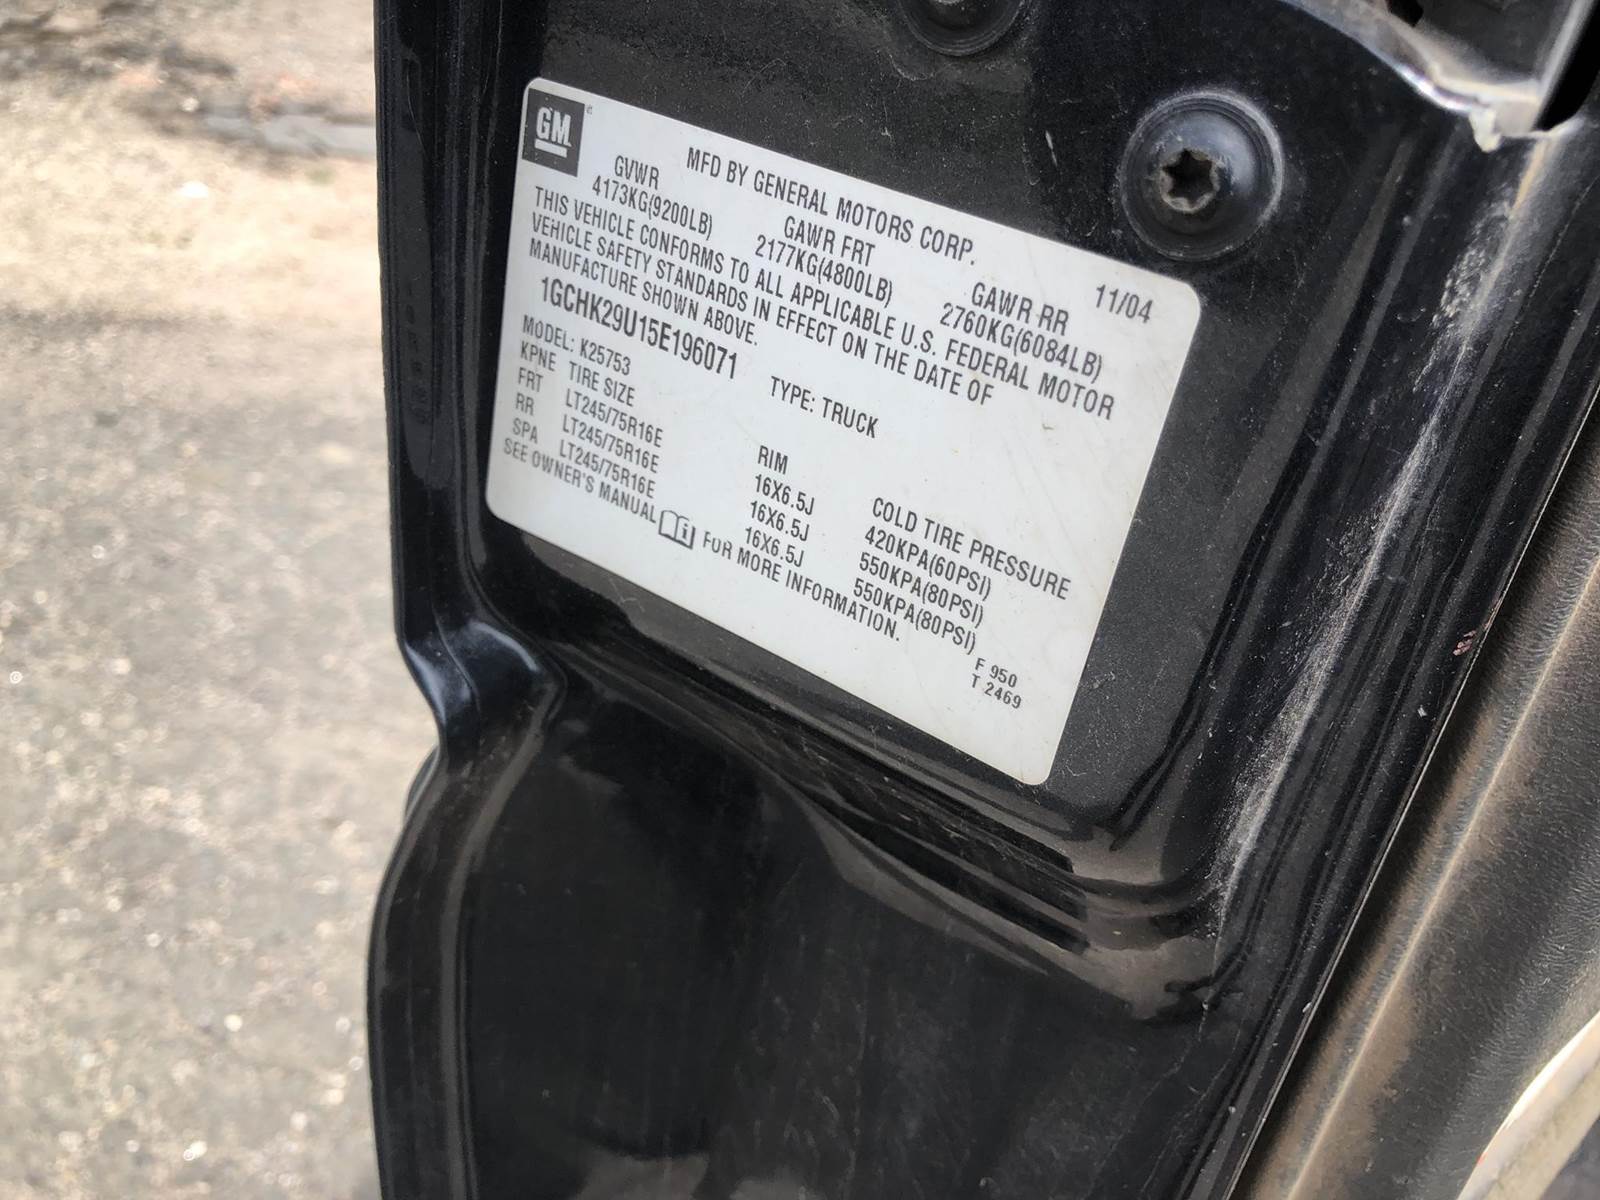 GM
MFD BY GENERAL MOTORS CORP. 11/04
GVWR GAWR FRT GAWR RR
4173KG(9200LB) 2177KG(4800LB) 2760KG(6084LB)
THIS VEHICLE CONFORMS TO ALL APPLICABLE U.S. FEDERAL MOTOR
VEHICLE SAFETY STANDARDS IN EFFECT ON THE DATE OF
MANUFACTURE SHOWN ABOVE.
1GCHK29U15E196071 TYPE: TRUCK
MODEL: K25753
KPNE TIRE SIZE RIM COLD TIRE PRESSURE
FRT LT245/75R16E 16X6.5J 420KPA(60PSI)
RR LT245/75R16E 16X6.5J 550KPA(80PSI)
SPA LT245/75R16E 16X6.5J 550KPA(80PSI)
SEE OWNER'S MANUAL FOR MORE INFORMATION.
F 950
T 2469